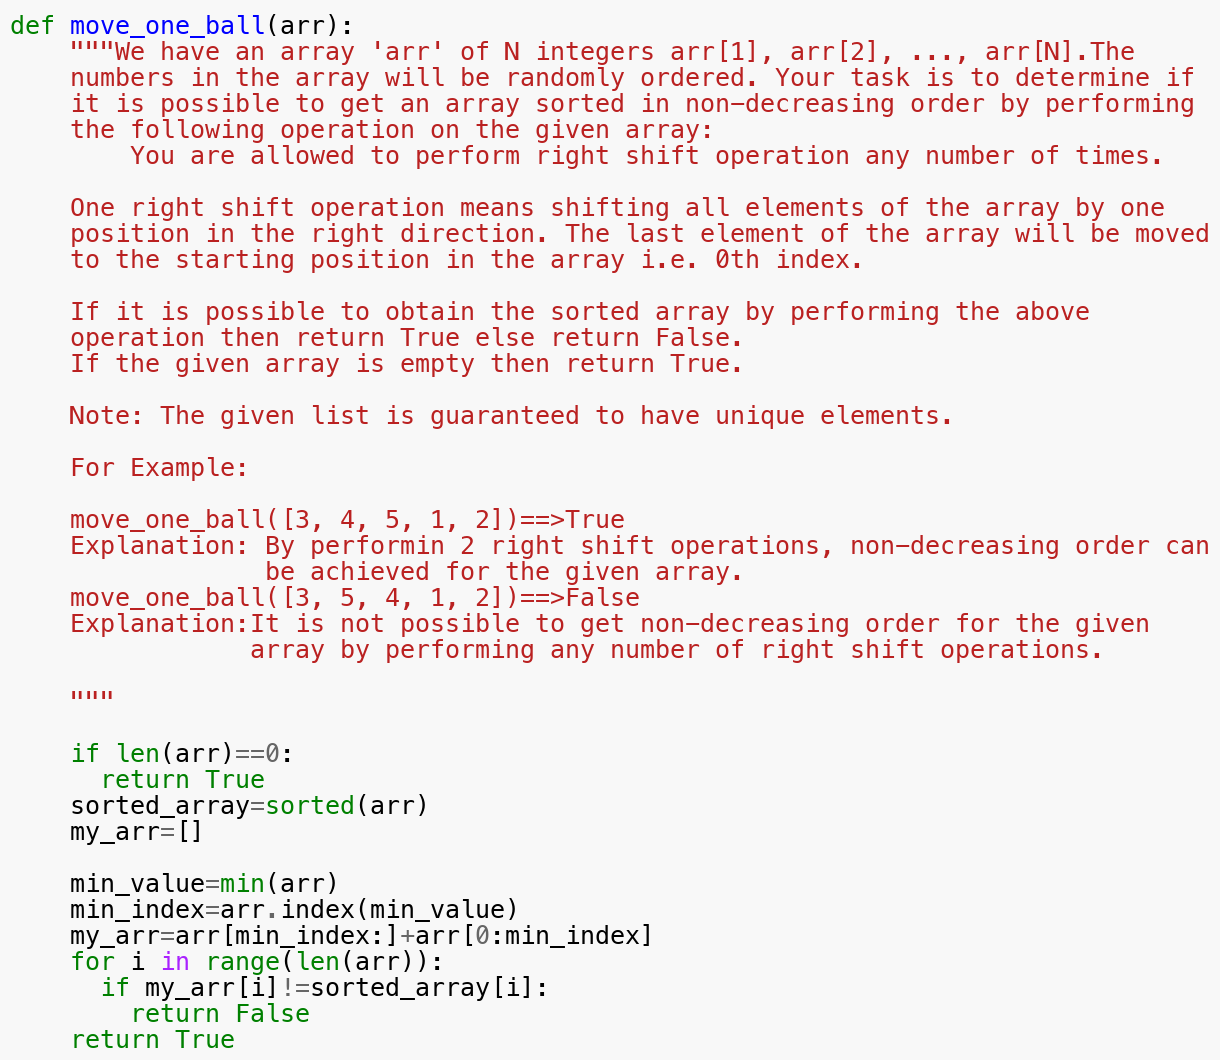 def move_one_ball(arr):
    """We have an array 'arr' of N integers arr[1], arr[2], ..., arr[N].The
    numbers in the array will be randomly ordered. Your task is to determine if
    it is possible to get an array sorted in non-decreasing order by performing
    the following operation on the given array:
        You are allowed to perform right shift operation any number of times.

    One right shift operation means shifting all elements of the array by one
    position in the right direction. The last element of the array will be moved
    to the starting position in the array i.e. 0th index.

    If it is possible to obtain the sorted array by performing the above
    operation then return True else return False.
    If the given array is empty then return True.

    Note: The given list is guaranteed to have unique elements.

    For Example:

    move_one_ball([3, 4, 5, 1, 2])==>True
    Explanation: By performin 2 right shift operations, non-decreasing order can
                 be achieved for the given array.
    move_one_ball([3, 5, 4, 1, 2])==>False
    Explanation:It is not possible to get non-decreasing order for the given
                array by performing any number of right shift operations.

    """

    if len(arr)==0:
      return True
    sorted_array=sorted(arr)
    my_arr=[]

    min_value=min(arr)
    min_index=arr.index(min_value)
    my_arr=arr[min_index:]+arr[0:min_index]
    for i in range(len(arr)):
      if my_arr[i]!=sorted_array[i]:
        return False
    return True